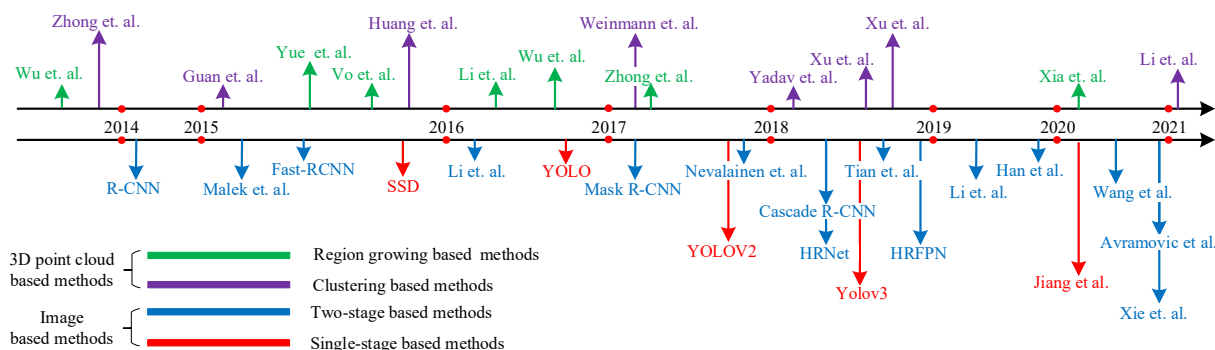 Zhong et. al.
Huang et. al.
Weinmann et. al.
Xu et. al.
Wu et. al.
Guan et. al.
Yue et. al.
Vo et. al.
Li et. al.
Wu et. al.
Zhong et. al.
Yadav et. al.
Xu et. al.
Xia et. al.
Li et. al.
2014
2015
2016
2017
2018
2019
2020
2021
R-CNN
Malek et. al.
Fast-RCNN
SSD
Li et. al.
YOLO
Mask R-CNN
Nevalainen et. al.
Tian et. al.
Li et. al.
Han et al.
Wang et al.
Cascade R-CNN
YOLOV2
HRNet
HRFPN
Avramovic et al.
Yolov3
Jiang et al.
Xie et. al.
3D point cloud
based methods
Region growing based methods
Clustering based methods
Image
based methods
Two-stage based methods
Single-stage based methods